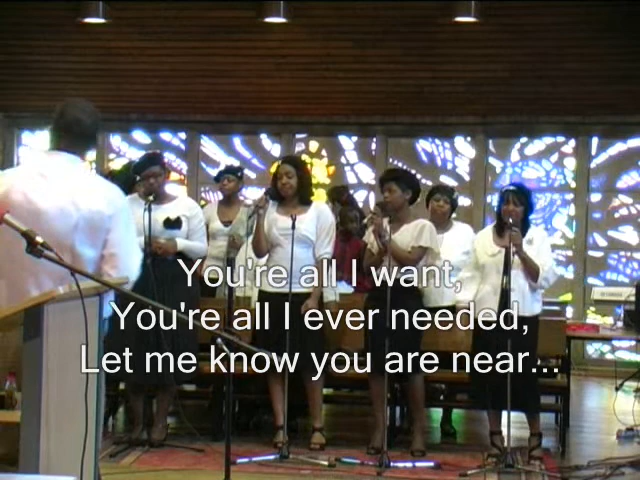 You're all I want,
You're all I ever needed,
Let me know you are near...